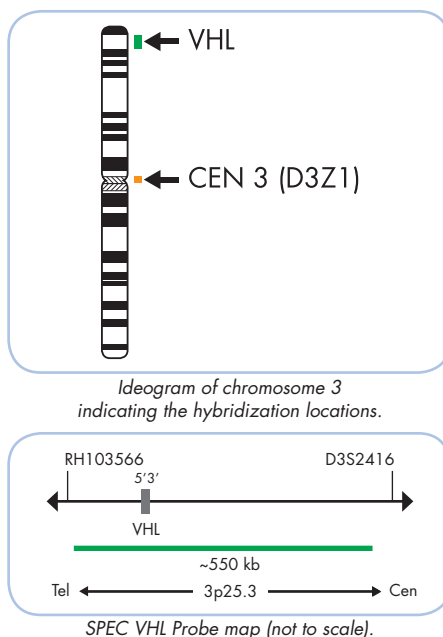 VHL
CEN 3 (D3Z1)
Ideogram of chromosome 3
indicating the hybridization locations.
RH103566 D3S2416
5'3'
VHL
~550 kb
Tel 3p25.3 Cen
SPEC VHL Probe map (not to scale).